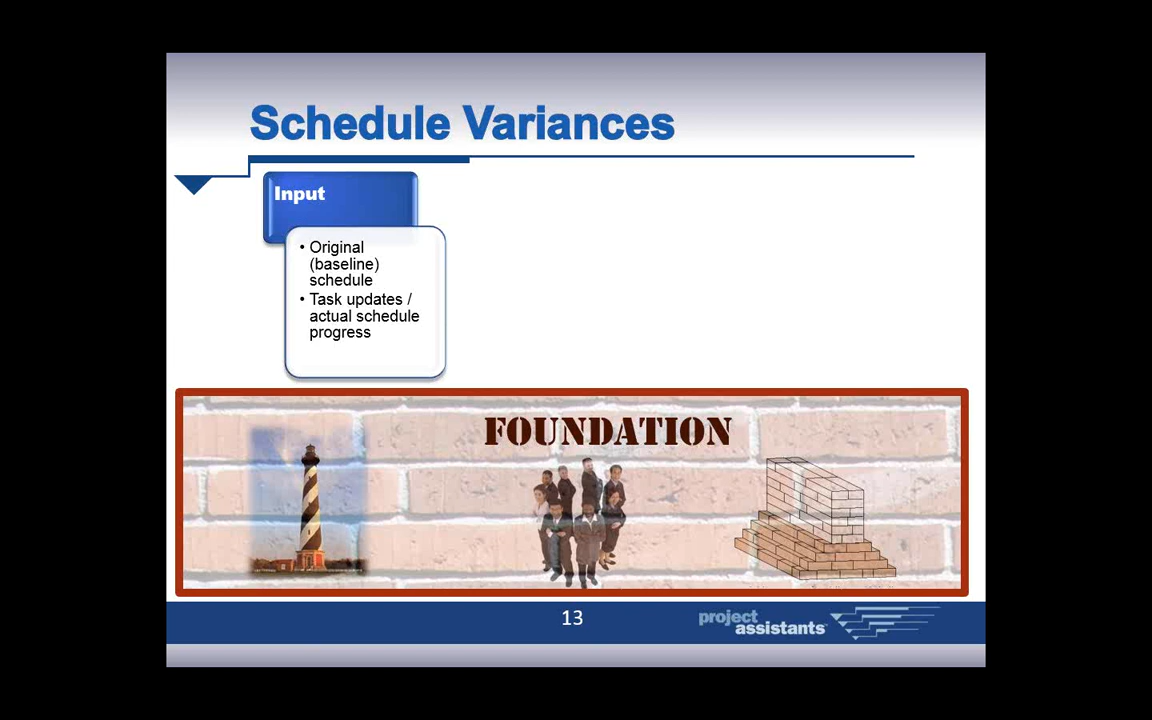 Schedule Variances
Input
• Original
(baseline)
schedule
• Task updates /
actual schedule
progress
FOUNDATION
13
project
assistants